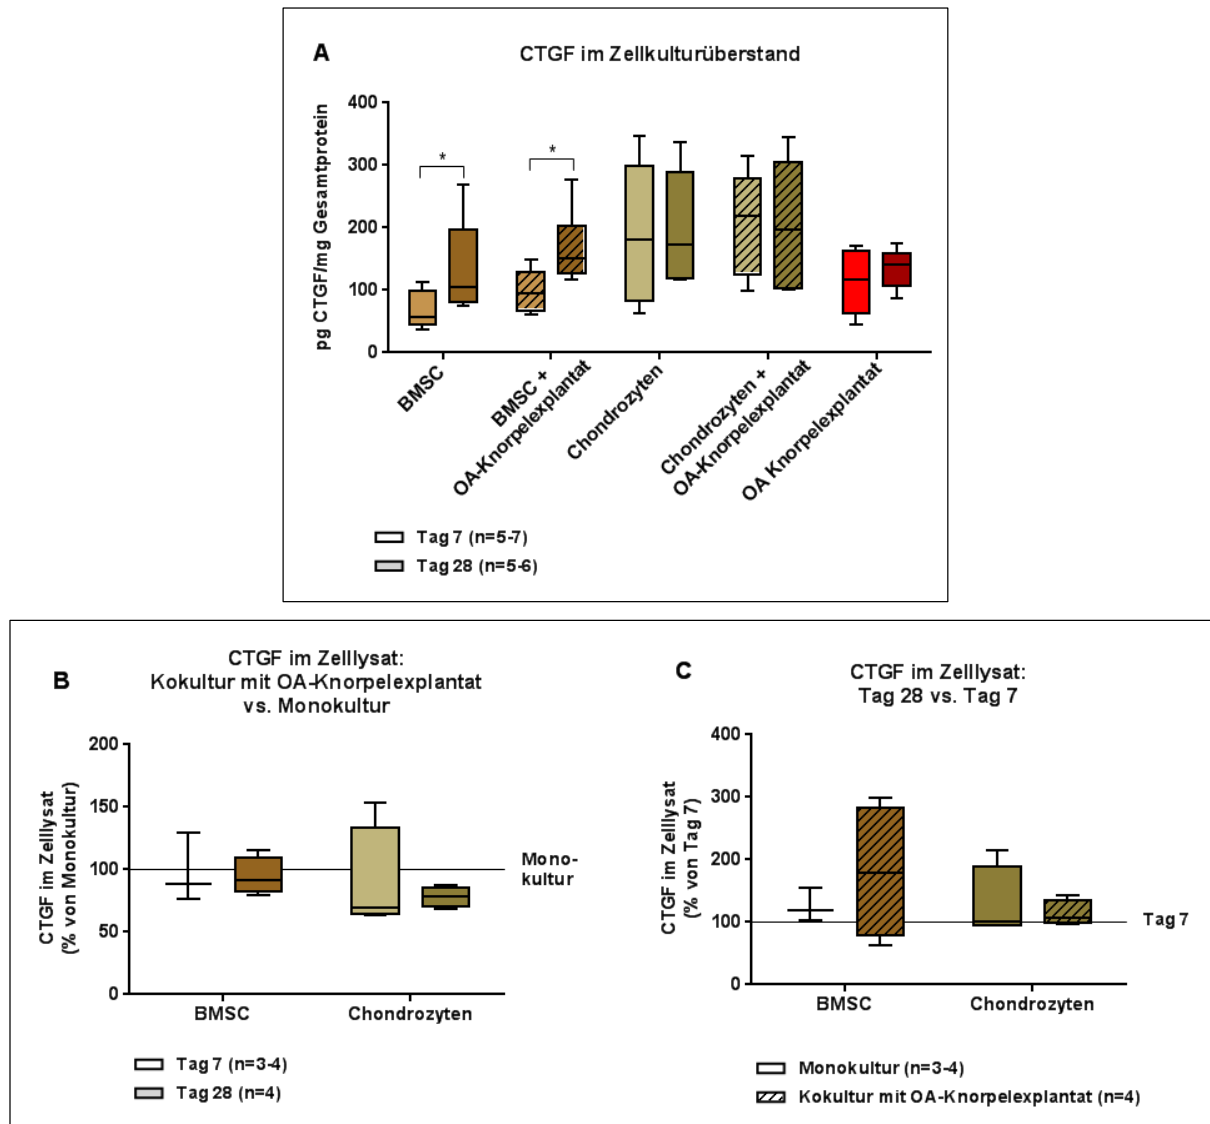 A
CTGF im Zellkulturüberstand
pg CTGF/mg Gesamtprotein
400
300
200
100
0
*
*
BMSC
BMSC +
OA-Knorpelexplantat
Chondrozyten
Chondrozyten +
OA-Knorpelexplantat
OA Knorpelexplantat
Tag 7 (n=5-7)
Tag 28 (n=5-6)
B
CTGF im Zelllysat:
Kokultur mit OA-Knorpelexplantat
vs. Monokultur
CTGF im Zelllysat
(% von Monokultur)
200
150
100
50
0
Mono-
kultur
BMSC
Chondrozyten
Tag 7 (n=3-4)
Tag 28 (n=4)
C
CTGF im Zelllysat:
Tag 28 vs. Tag 7
CTGF im Zelllysat
(% von Tag 7)
400
300
200
100
0
Tag 7
BMSC
Chondrozyten
Monokultur (n=3-4)
Kokultur mit OA-Knorpelexplantat (n=4)